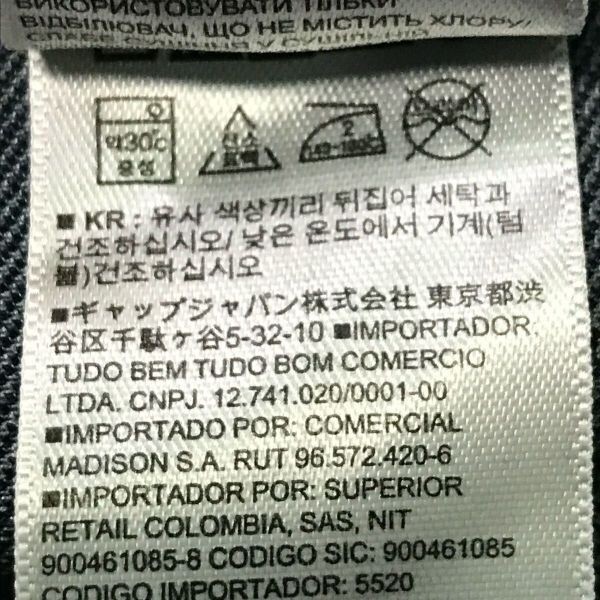 ВИКОРИСТОВУВАТИ ТІЛЬКИ
ВІДБІЛЮВАЧ, ЩО НЕ МІСТИТЬ ХЛОРУ,
약30℃
중성
산소
표백
2
■ KR : 유사 색상끼리 뒤집어 세탁과
건조하십시오/ 낮은 온도에서 기계(텀
블)건조하십시오
■ギャップジャパン株式会社 東京都渋
谷区千駄ヶ谷5-32-10 ■IMPORTADOR:
TUDO BEM TUDO BOM COMERCIO
LTDA. CNPJ. 12.741.020/0001-00
■IMPORTADO POR: COMERCIAL
MADISON S.A. RUT 96.572.420-6
■IMPORTADOR POR: SUPERIOR
RETAIL COLOMBIA, SAS, NIT
900461085-8 CODIGO SIC: 900461085
CODIGO IMPORTADOR: 5520